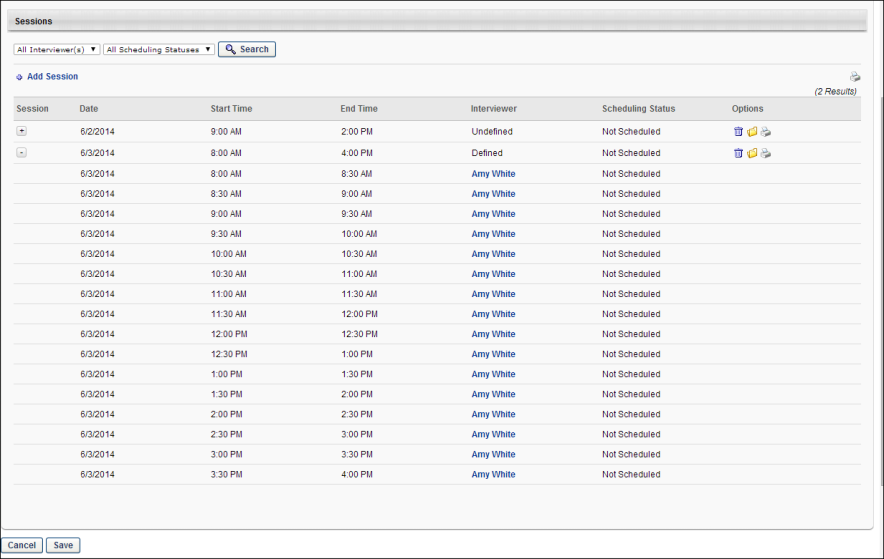 Sessions
All Interviewer(s) All Scheduling Statuses Search
Add Session
(2 Results)
Session Date Start Time End Time Interviewer Scheduling Status Options
+ 6/2/2014 9:00 AM 2:00 PM Undefined Not Scheduled
- 6/3/2014 8:00 AM 4:00 PM Defined Not Scheduled
6/3/2014 8:00 AM 8:30 AM Amy White Not Scheduled
6/3/2014 8:30 AM 9:00 AM Amy White Not Scheduled
6/3/2014 9:00 AM 9:30 AM Amy White Not Scheduled
6/3/2014 9:30 AM 10:00 AM Amy White Not Scheduled
6/3/2014 10:00 AM 10:30 AM Amy White Not Scheduled
6/3/2014 10:30 AM 11:00 AM Amy White Not Scheduled
6/3/2014 11:00 AM 11:30 AM Amy White Not Scheduled
6/3/2014 11:30 AM 12:00 PM Amy White Not Scheduled
6/3/2014 12:00 PM 12:30 PM Amy White Not Scheduled
6/3/2014 12:30 PM 1:00 PM Amy White Not Scheduled
6/3/2014 1:00 PM 1:30 PM Amy White Not Scheduled
6/3/2014 1:30 PM 2:00 PM Amy White Not Scheduled
6/3/2014 2:00 PM 2:30 PM Amy White Not Scheduled
6/3/2014 2:30 PM 3:00 PM Amy White Not Scheduled
6/3/2014 3:00 PM 3:30 PM Amy White Not Scheduled
6/3/2014 3:30 PM 4:00 PM Amy White Not Scheduled
Cancel Save